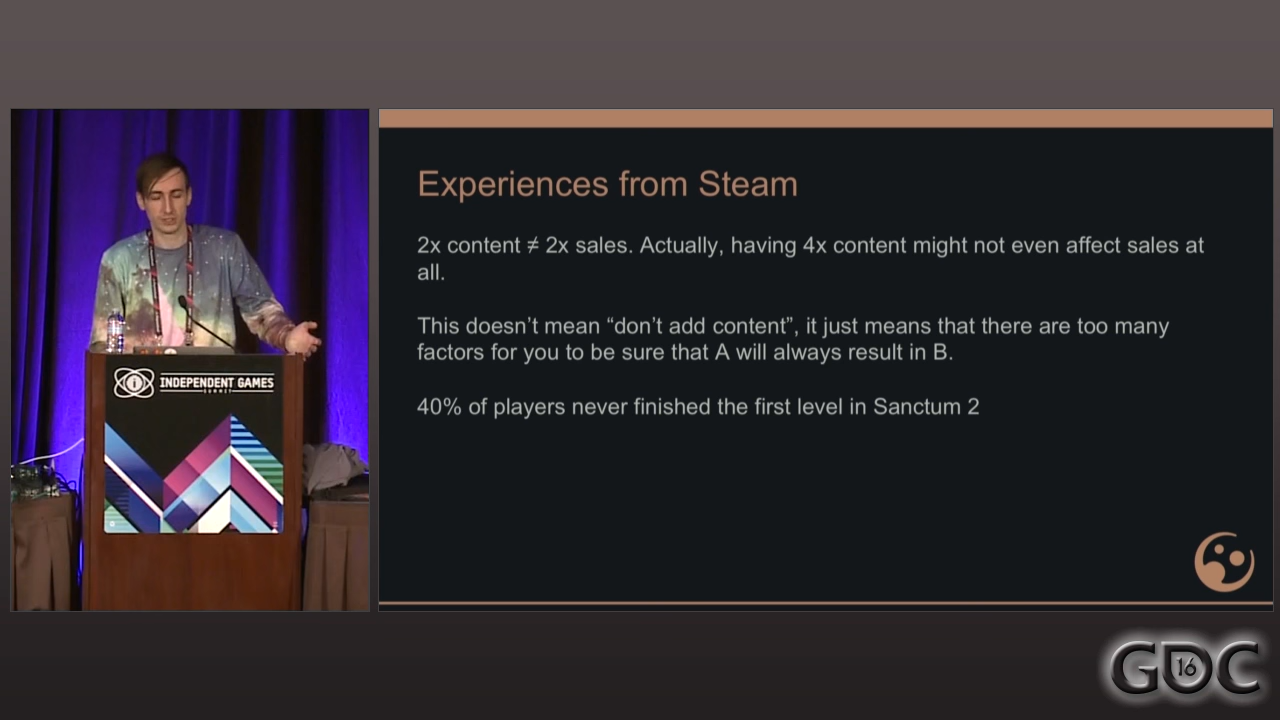 Experiences from Steam
2x content ≠ 2x sales. Actually, having 4x content might not even affect sales at
all.
This doesn’t mean “don’t add content”, it just means that there are too many
factors for you to be sure that A will always result in B.
40% of players never finished the first level in Sanctum 2
INDEPENDENT GAMES
SUMMIT
GDC
16